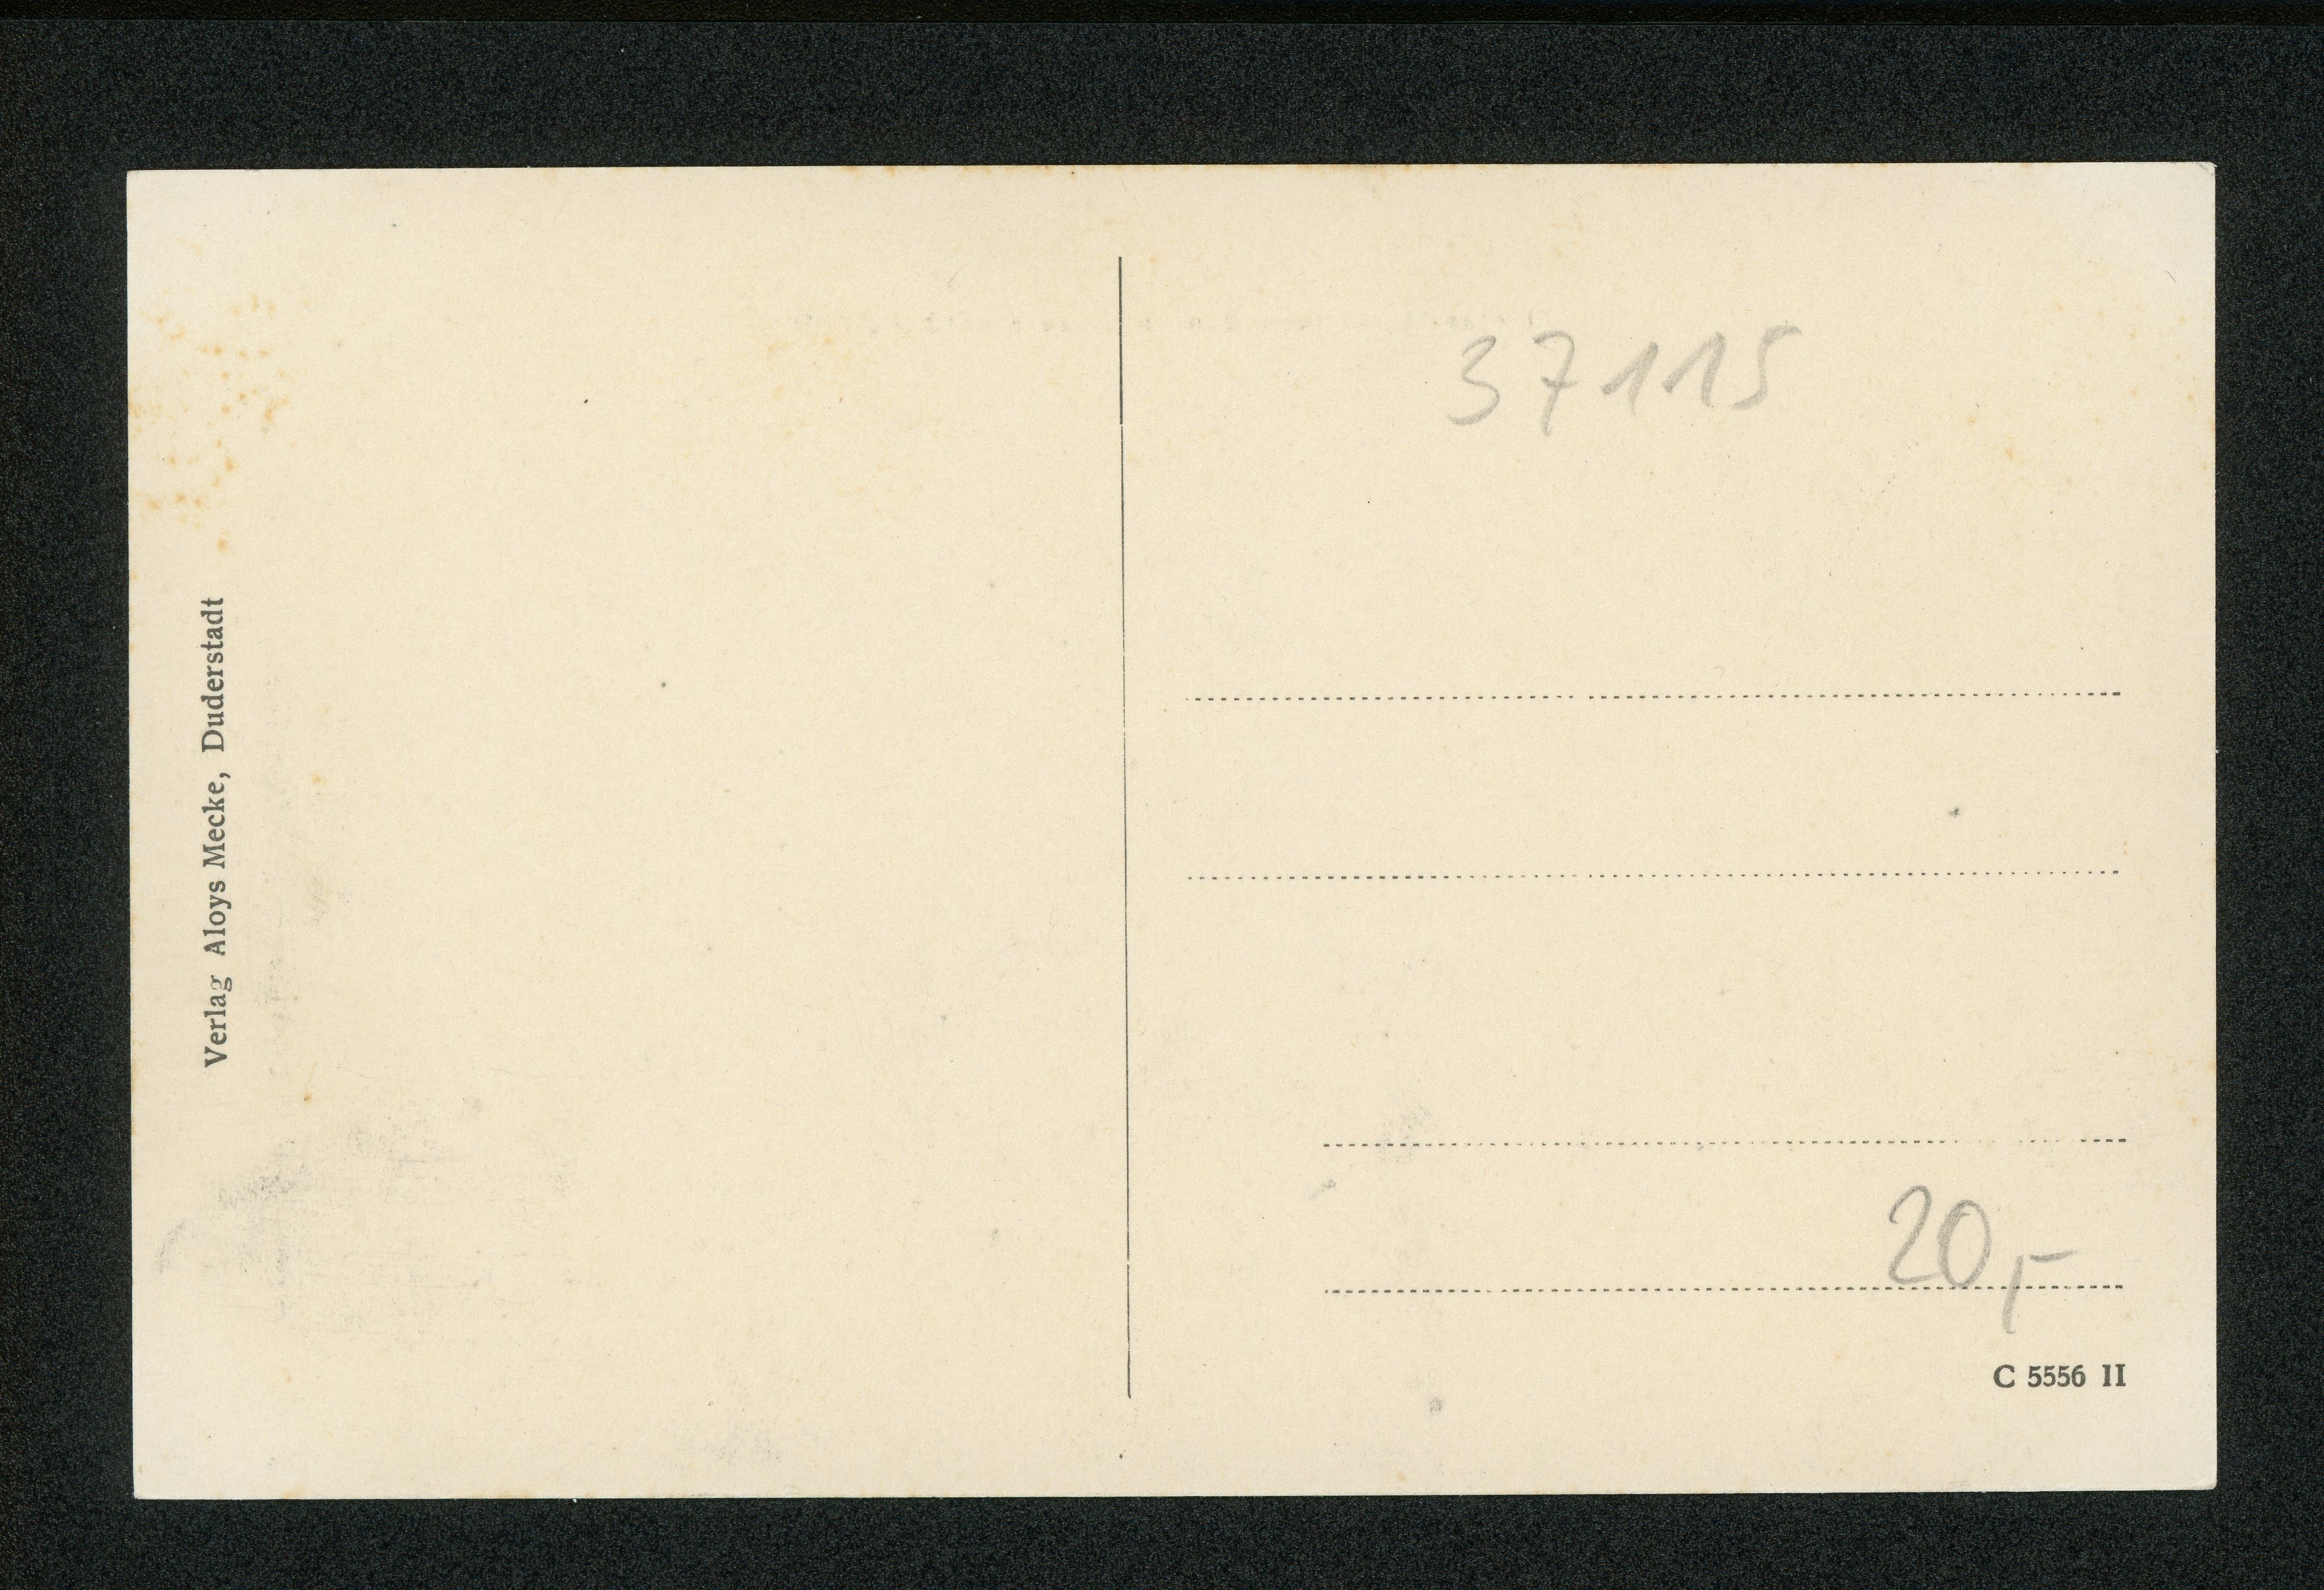 Verlag Aloys Mecke, Duderstadt
37115
20,-
C 5556 II